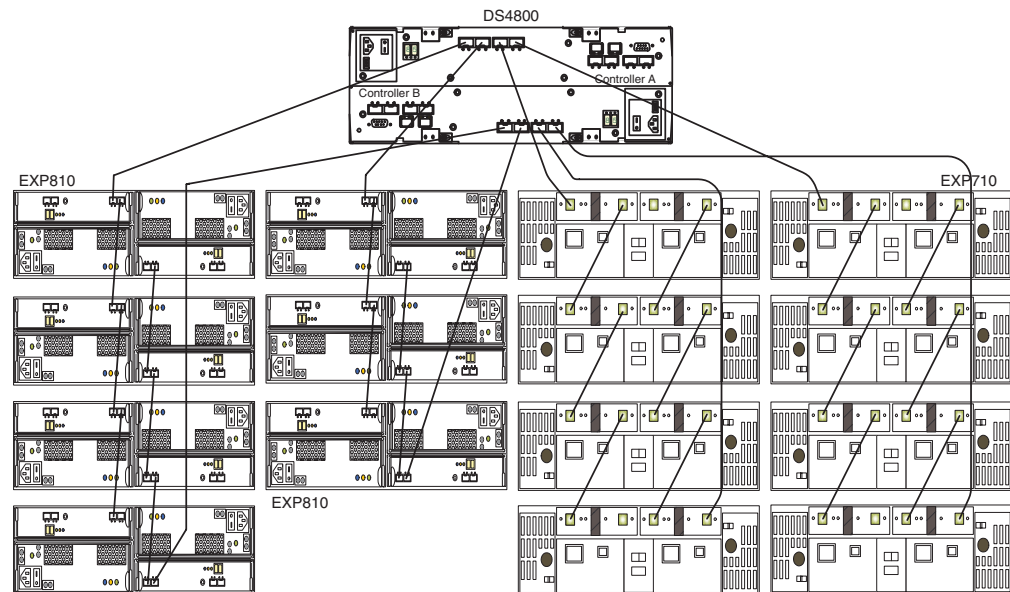 DS4800
Controller A
Controller B
EXP810
EXP710
EXP810